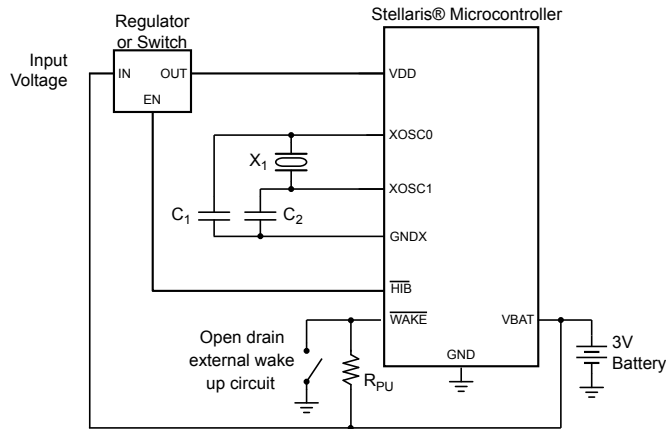 Stellaris® Microcontroller
Regulator
or Switch
Input
Voltage
IN
OUT
EN
VDD
XOSC0
X1
XOSC1
C1
C2
GNDX
HIB
WAKE
VBAT
Open drain
external wake
up circuit
RPU
GND
3V
Battery